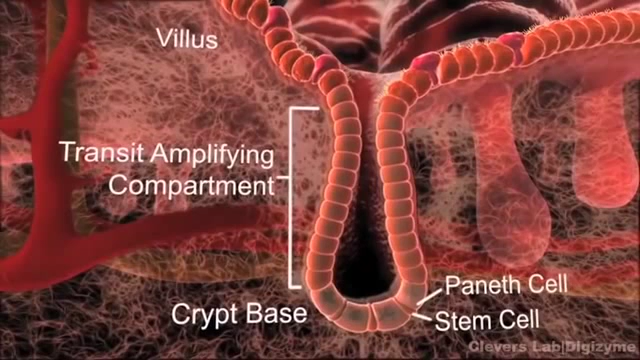 Villus
Transit Amplifying
Compartment
Crypt Base
Paneth Cell
Stem Cell
Clevers Lab|Digizyme